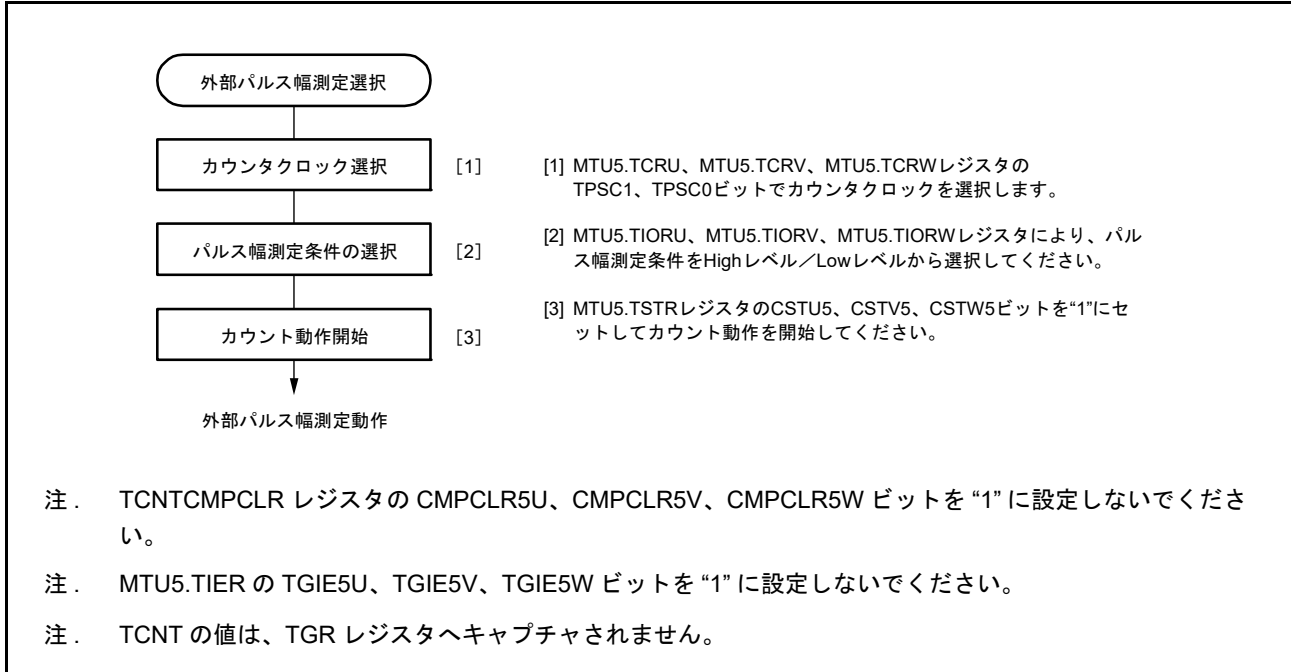 外部パルス幅測定選択
カウンタクロック選択 [1]
[1] MTU5.TCRU、MTU5.TCRV、MTU5.TCRWレジスタの
TPSC1、TPSC0ビットでカウンタクロックを選択します。
パルス幅測定条件の選択 [2]
[2] MTU5.TIORU、MTU5.TIORV、MTU5.TIORWレジスタにより、パル
ス幅測定条件をHighレベル／Lowレベルから選択してください。
カウント動作開始 [3]
[3] MTU5.TSTRレジスタのCSTU5、CSTV5、CSTW5ビットを“1”にセ
ットしてカウント動作を開始してください。
外部パルス幅測定動作
注 . TCNTCMPCLR レジスタの CMPCLR5U、CMPCLR5V、CMPCLR5W ビットを “1” に設定しないでくださ
い。
注 . MTU5.TIER の TGIE5U、TGIE5V、TGIE5W ビットを “1” に設定しないでください。
注 . TCNT の値は、TGR レジスタへキャプチャされません。